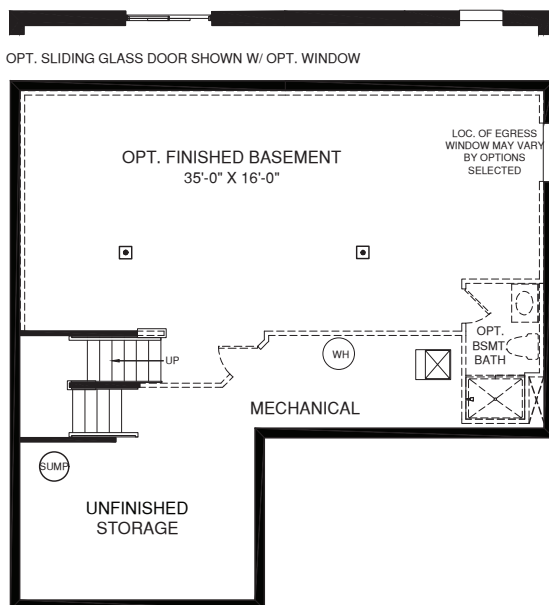 OPT. SLIDING GLASS DOOR SHOWN W/ OPT. WINDOW
LOC. OF EGRESS
WINDOW MAY VARY
BY OPTIONS
SELECTED
OPT. FINISHED BASEMENT
35'-0" X 16'-0"
OPT.
BSMT
BATH
UP
WH
MECHANICAL
SUMP
UNFINISHED
STORAGE